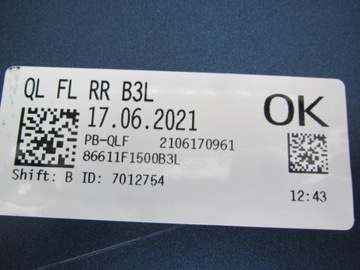 QL FL RR B3L
OK
17.06.2021
PB-QLF 2106170961
86611F1500B3L
Shift: B ID: 7012754
12:43